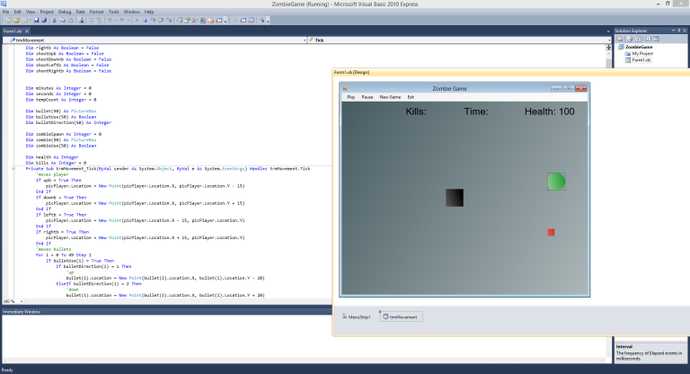 ZombieGame (Running) - Microsoft Visual Basic 2010 Express
File Edit View Project Debug Data Format Tools Window Help
Form1.vb
tmrMovement
Tick
Dim rightb As Boolean = False
Dim shootUpb As Boolean = False
Dim shootDownb As Boolean = False
Dim shootLeftb As Boolean = False
Dim shootRightb As Boolean = False
Dim minutes As Integer = 0
Dim seconds As Integer = 0
Dim tempCount As Integer = 0
Dim bullet(50) As PictureBox
Dim bulletUse(50) As Boolean
Dim bulletDirection(50) As Integer
Dim zombieSpawn As Integer = 0
Dim zombie(50) As PictureBox
Dim zombieUse(50) As Boolean
Dim health As Integer
Dim kills As Integer = 0
Private Sub tmrMovement_Tick(ByVal sender As System.Object, ByVal e As System.EventArgs) Handles tmrMovement.Tick
'moves player
If upb = True Then
picPlayer.Location = New Point(picPlayer.Location.X, picPlayer.Location.Y - 15)
End If
If downb = True Then
picPlayer.Location = New Point(picPlayer.Location.X, picPlayer.Location.Y + 15)
End If
If leftb = True Then
picPlayer.Location = New Point(picPlayer.Location.X - 15, picPlayer.Location.Y)
End If
If rightb = True Then
picPlayer.Location = New Point(picPlayer.Location.X + 15, picPlayer.Location.Y)
End If
'moves bullets
For i = 0 To 49 Step 1
If bulletUse(i) = True Then
If bulletDirection(i) = 1 Then
'up
bullet(i).Location = New Point(bullet(i).Location.X, bullet(i).Location.Y - 20)
ElseIf bulletDirection(i) = 2 Then
'down
bullet(i).Location = New Point(bullet(i).Location.X, bullet(i).Location.Y + 20)
100 %
Immediate Window
Ready
Solution Explorer
ZombieGame
My Project
Form1.vb
Form1.vb [Design]
Zombie Game
Play Pause New Game Exit
Kills: Time: Health: 100
MenuStrip1
tmrMovement
Interval
The frequency of Elapsed events in milliseconds.